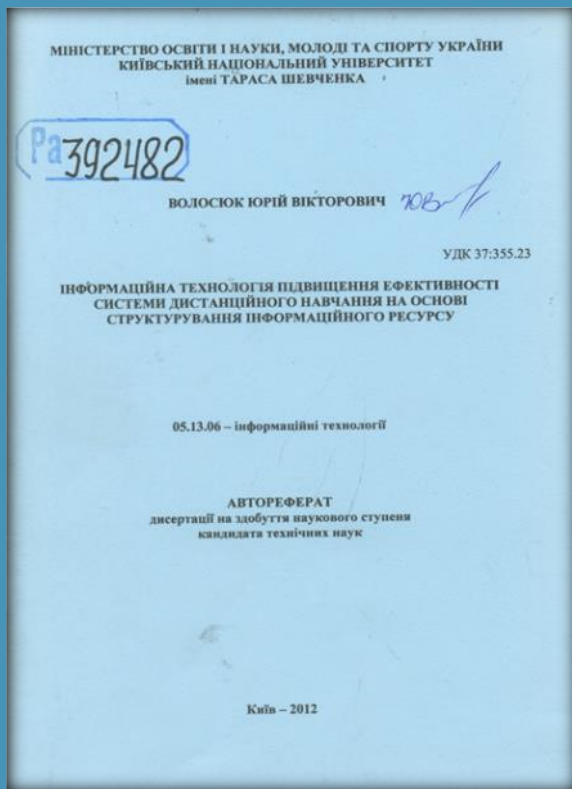 МІНІСТЕРСТВО ОСВІТИ І НАУКИ, МОЛОДІ ТА СПОРТУ УКРАЇНИ
КИЇВСЬКИЙ НАЦІОНАЛЬНИЙ УНІВЕРСИТЕТ
імені ТАРАСА ШЕВЧЕНКА
Ра 392482
ВОЛОСЮК ЮРІЙ ВІКТОРОВИЧ
УДК 37:355.23
ІНФОРМАЦІЙНА ТЕХНОЛОГІЯ ПІДВИЩЕННЯ ЕФЕКТИВНОСТІ
СИСТЕМИ ДИСТАНЦІЙНОГО НАВЧАННЯ НА ОСНОВІ
СТРУКТУРУВАННЯ ІНФОРМАЦІЙНОГО РЕСУРСУ
05.13.06 – інформаційні технології
АВТОРЕФЕРАТ
дисертації на здобуття наукового ступеня
кандидата технічних наук
Київ – 2012